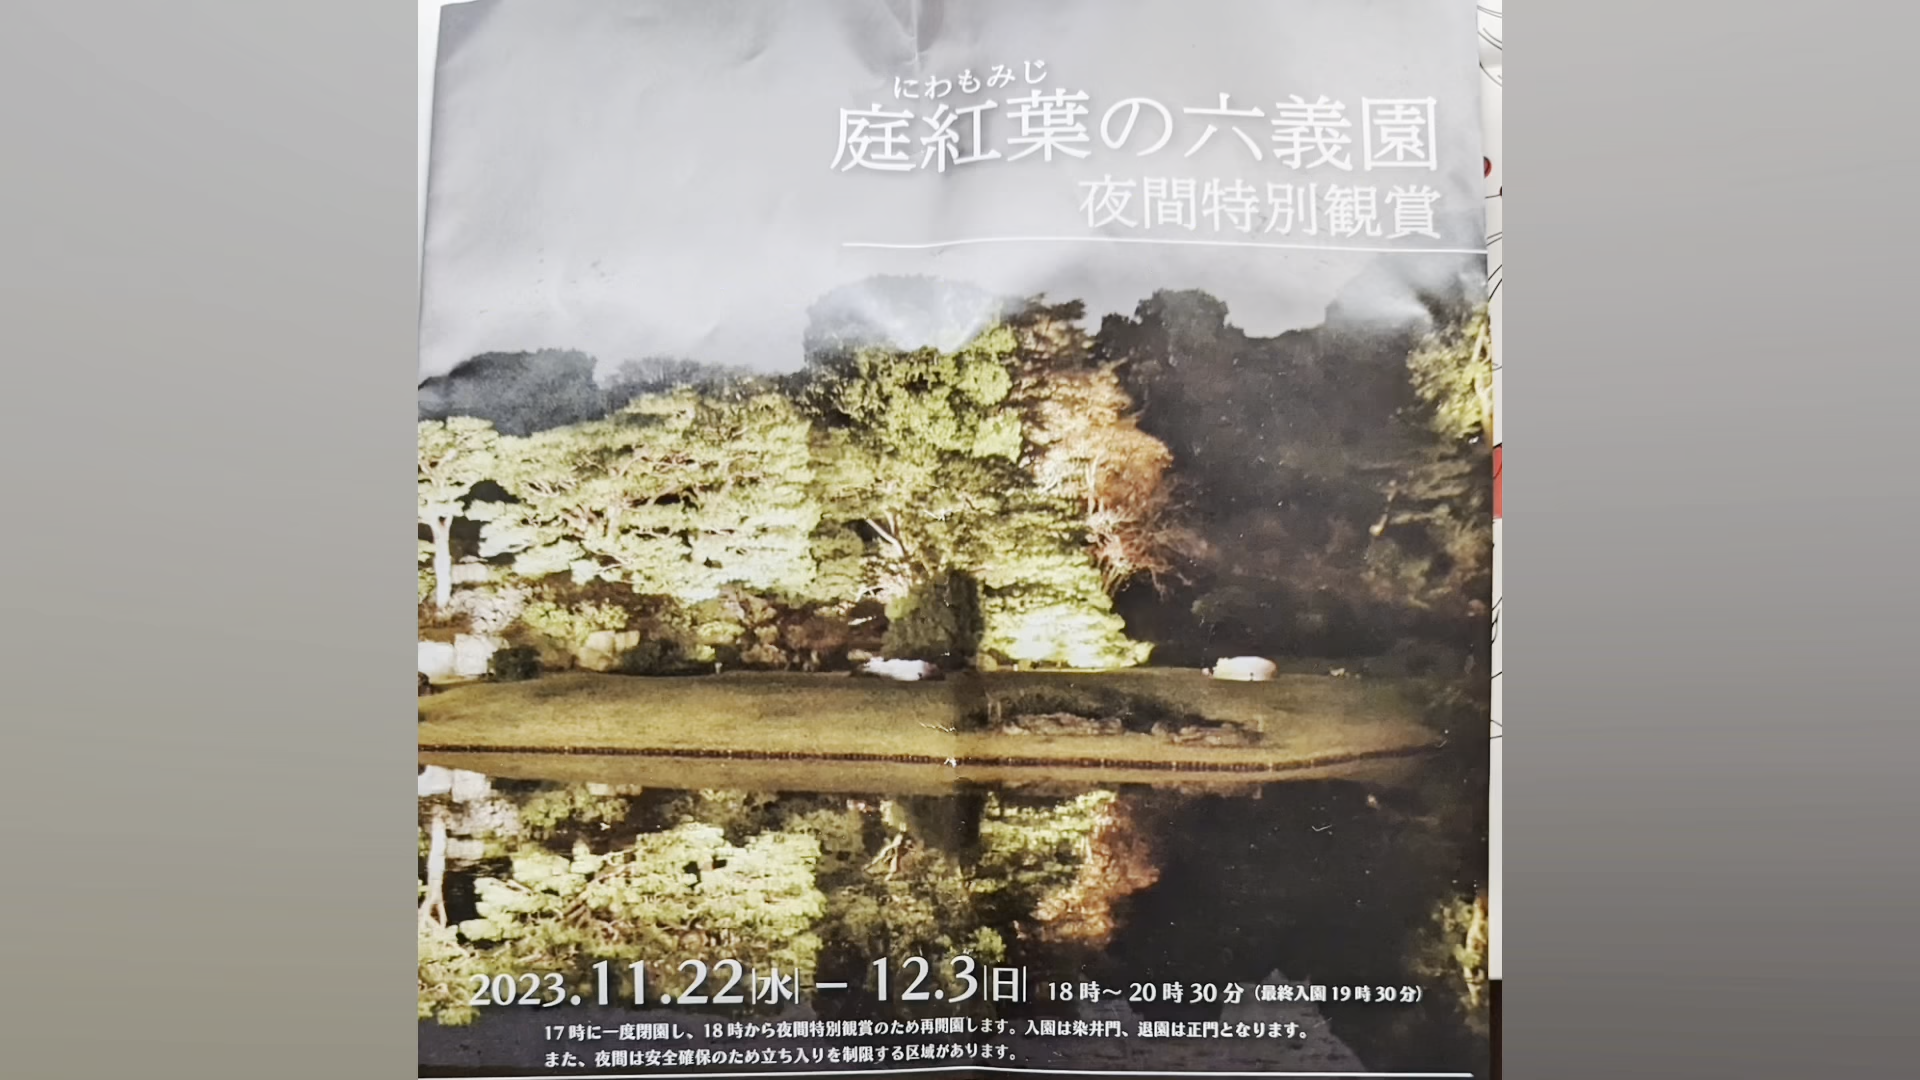 にわもみじ
庭紅葉の六義園
夜間特別観賞
2023.11.22|水| − 12.3|日| 18時〜20時30分（最終入園19時30分）
17時に一度閉園し、18時から夜間特別観賞のため再開園します。入園は染井門、退園は正門となります。
また、夜間は安全確保のため立ち入りを制限する区域があります。